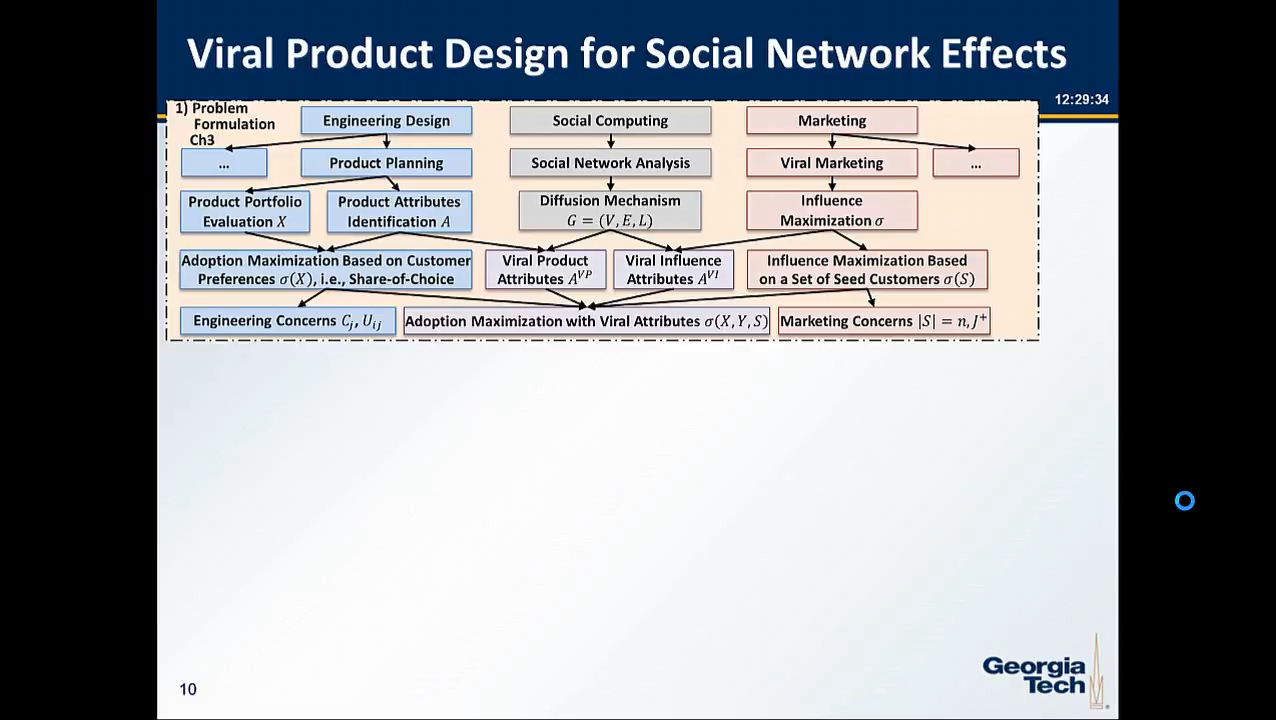 Viral Product Design for Social Network Effects
12:29:34
1) Problem
Formulation
Ch3
Engineering Design
Social Computing
Marketing
...
Product Planning
Social Network Analysis
Viral Marketing
...
Product Portfolio
Evaluation X
Product Attributes
Identification A
Diffusion Mechanism
G = (V, E, L)
Influence
Maximization σ
Adoption Maximization Based on Customer
Preferences σ(X), i.e., Share-of-Choice
Viral Product
Attributes A^VP
Viral Influence
Attributes A^VI
Influence Maximization Based
on a Set of Seed Customers σ(S)
Engineering Concerns C_j, U_ij
Adoption Maximization with Viral Attributes σ(X, Y, S)
Marketing Concerns |S| = n, J^+
10
Georgia
Tech